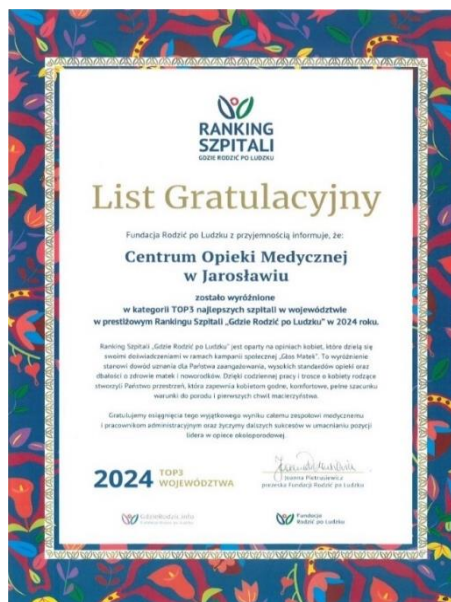 RANKING
SZPITALI
GDZIE RODZIĆ PO LUDZKU
List Gratulacyjny
Fundacja Rodzić po Ludzku z przyjemnością informuje, że:
Centrum Opieki Medycznej
w Jarosławiu
zostało wyróżnione
w kategorii TOP3 najlepszych szpitali w województwie
w prestiżowym Rankingu Szpitali „Gdzie Rodzić po Ludzku” w 2024 roku.
Ranking Szpitali „Gdzie Rodzić po Ludzku” jest oparty na opiniach kobiet, które dzielą się
swoimi doświadczeniami w ramach kampanii społecznej „Głos Matek”. To wyróżnienie
stanowi dowód uznania dla Państwa zaangażowania, wysokich standardów opieki oraz
dbałości o zdrowie matek i noworodków. Dzięki codziennej pracy i trosce o kobiety rodzące
stworzyli Państwo przestrzeń, która zapewnia kobietom godne, komfortowe, pełne szacunku
warunki do porodu i pierwszych chwil macierzyństwa.
Gratulujemy osiągnięcia tego wyjątkowego wyniku całemu zespołowi medycznemu
i pracownikom administracyjnym oraz życzymy dalszych sukcesów w umacnianiu pozycji
lidera w opiece okołoporodowej.
2024 TOP3
WOJEWÓDZTWA
Joanna Pietrusiewicz
prezeska Fundacji Rodzić po Ludzku
GdzieRodzić.info
Fundacja
Rodzić po Ludzku